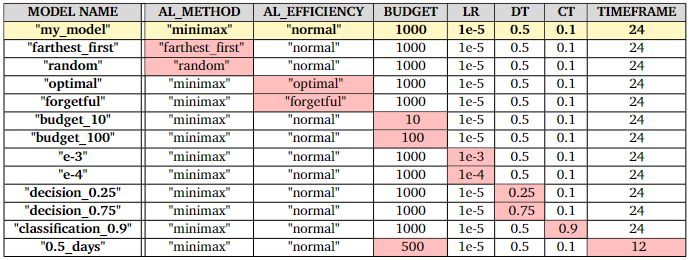 MODEL NAME AL_METHOD AL_EFFICIENCY BUDGET LR DT CT TIMEFRAME
"my_model" "minimax" "normal" 1000 1e-5 0.5 0.1 24
"farthest_first" "farthest_first" "normal" 1000 1e-5 0.5 0.1 24
"random" "random" "normal" 1000 1e-5 0.5 0.1 24
"optimal" "minimax" "optimal" 1000 1e-5 0.5 0.1 24
"forgetful" "minimax" "forgetful" 1000 1e-5 0.5 0.1 24
"budget_10" "minimax" "normal" 10 1e-5 0.5 0.1 24
"budget_100" "minimax" "normal" 100 1e-5 0.5 0.1 24
"e-3" "minimax" "normal" 1000 1e-3 0.5 0.1 24
"e-4" "minimax" "normal" 1000 1e-4 0.5 0.1 24
"decision_0.25" "minimax" "normal" 1000 1e-5 0.25 0.1 24
"decision_0.75" "minimax" "normal" 1000 1e-5 0.75 0.1 24
"classification_0.9" "minimax" "normal" 1000 1e-5 0.5 0.9 24
"0.5_days" "minimax" "normal" 500 1e-5 0.5 0.1 12